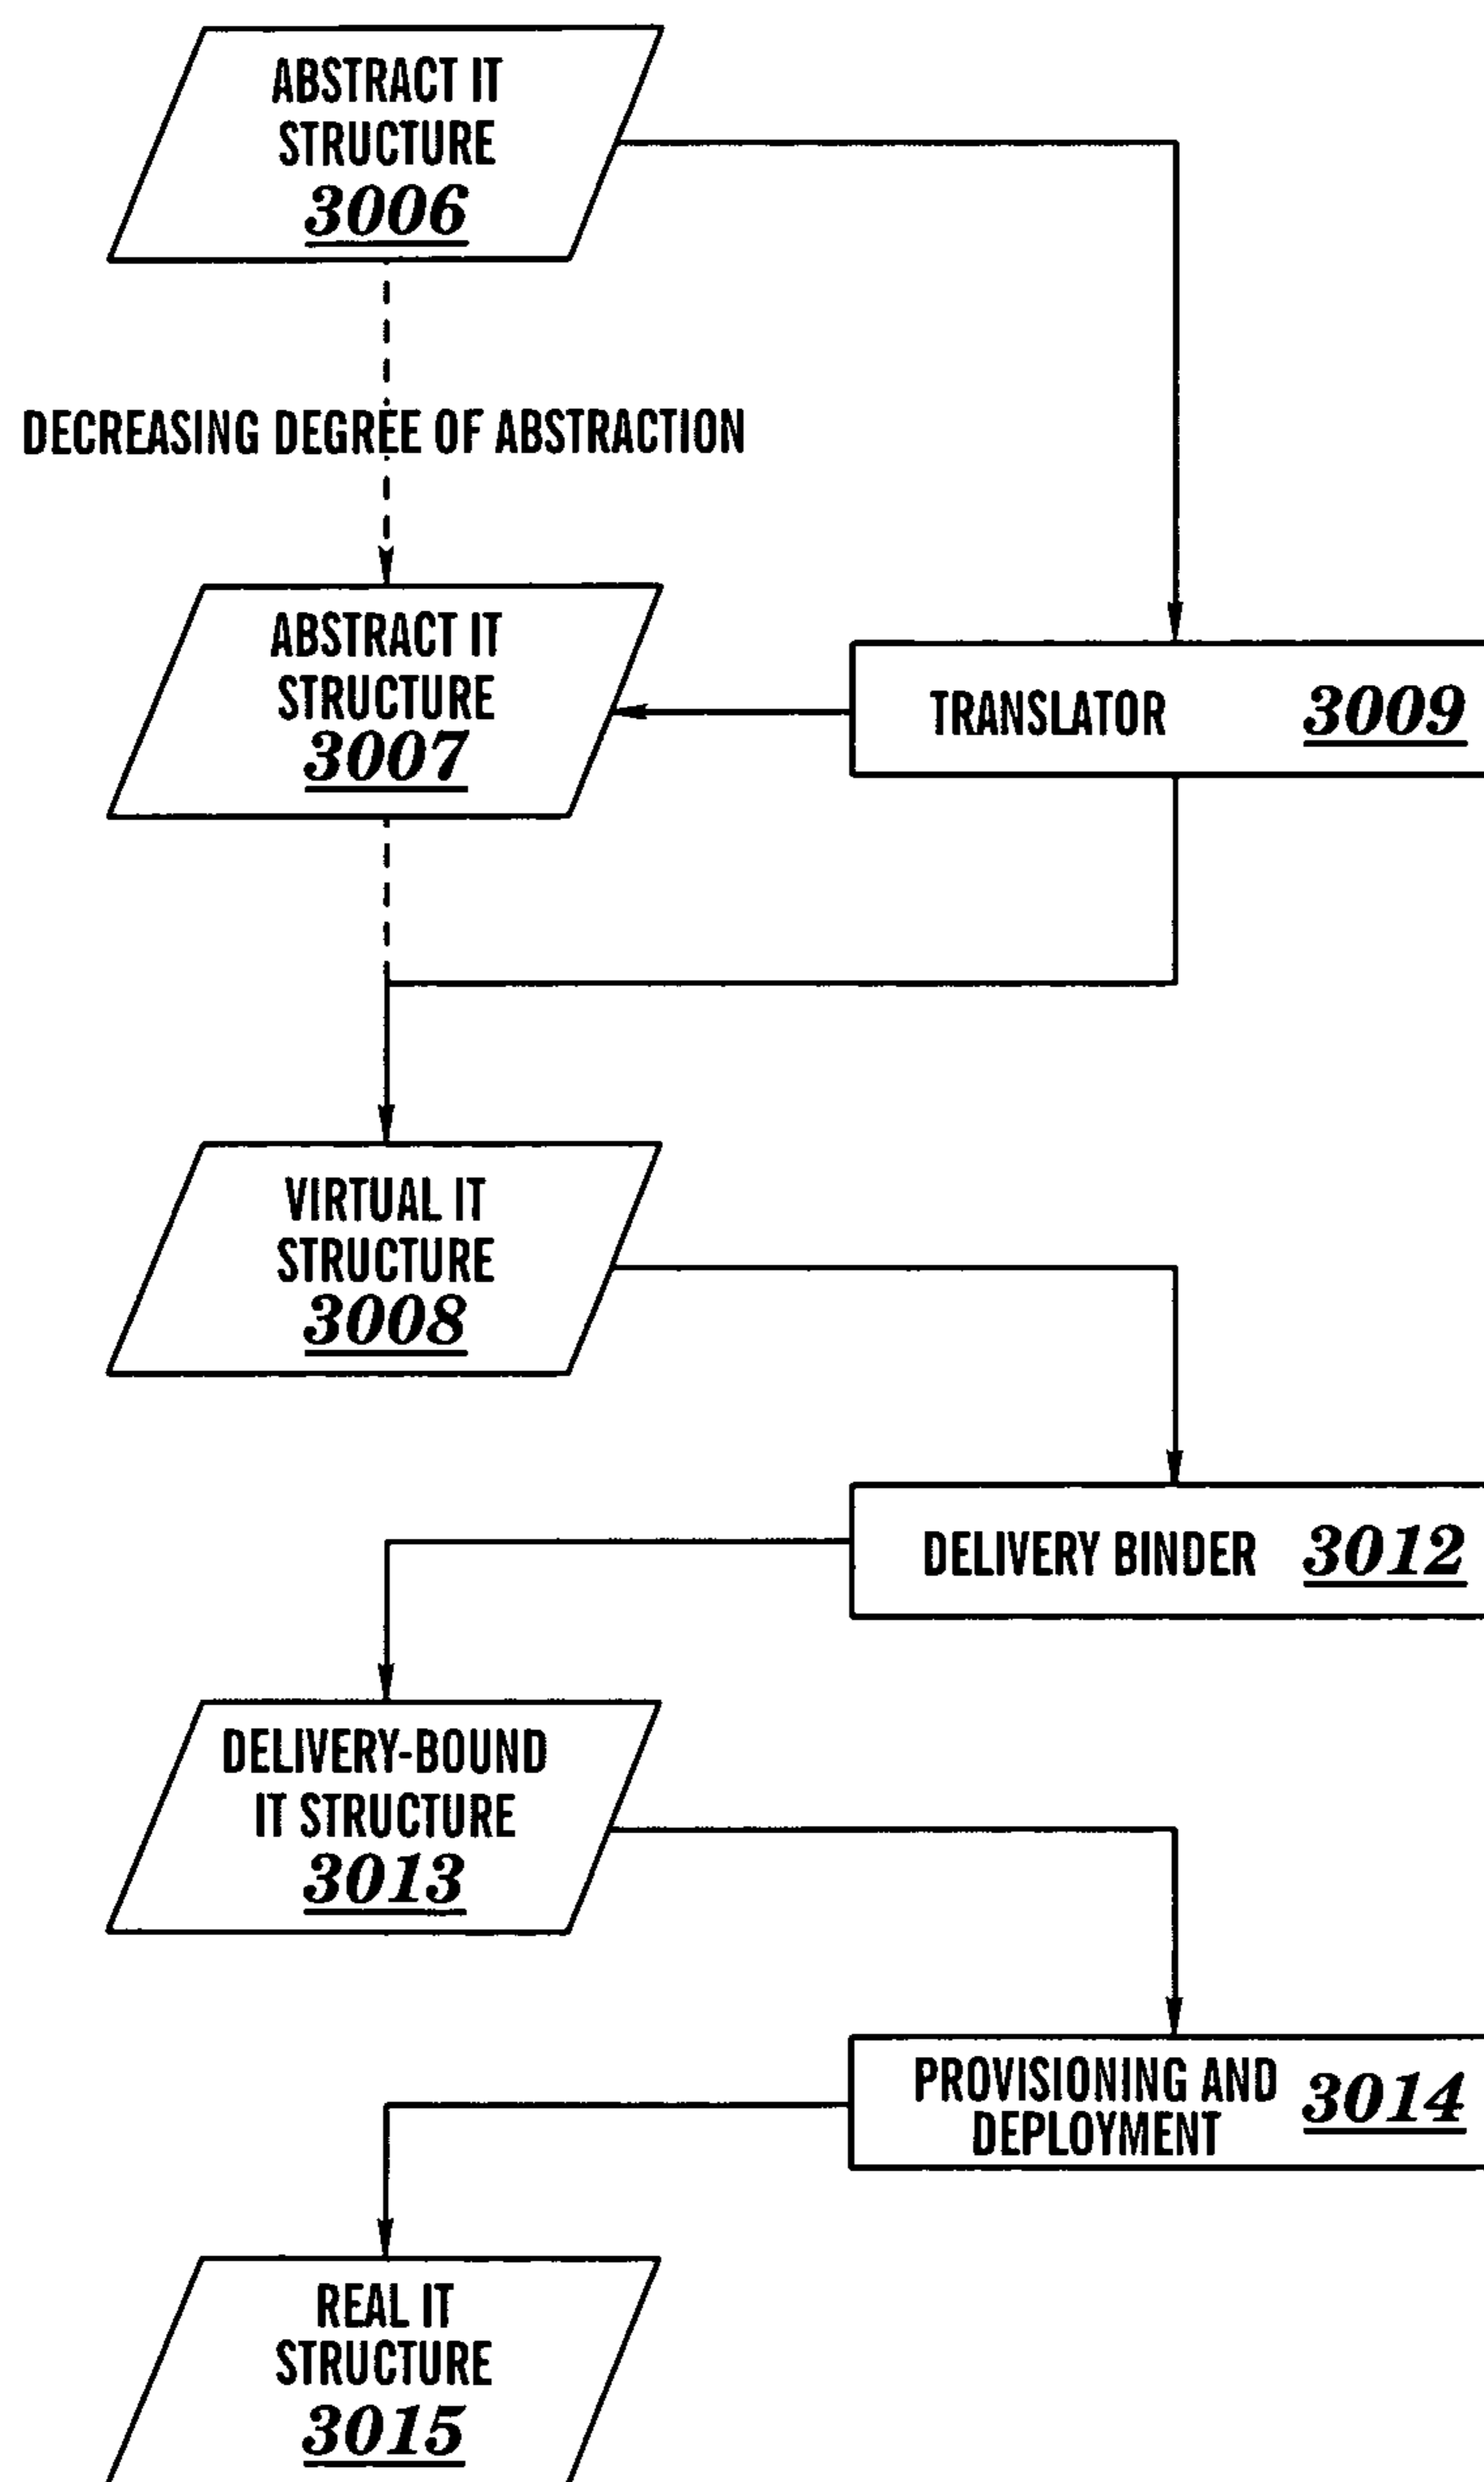 ABSTRACT IT
STRUCTURE
3006
DECREASING DEGREE OF ABSTRACTION
ABSTRACT IT
STRUCTURE
3007
TRANSLATOR 3009
VIRTUAL IT
STRUCTURE
3008
DELIVERY BINDER 3012
DELIVERY-BOUND
IT STRUCTURE
3013
PROVISIONING AND
DEPLOYMENT
3014
REAL IT
STRUCTURE
3015